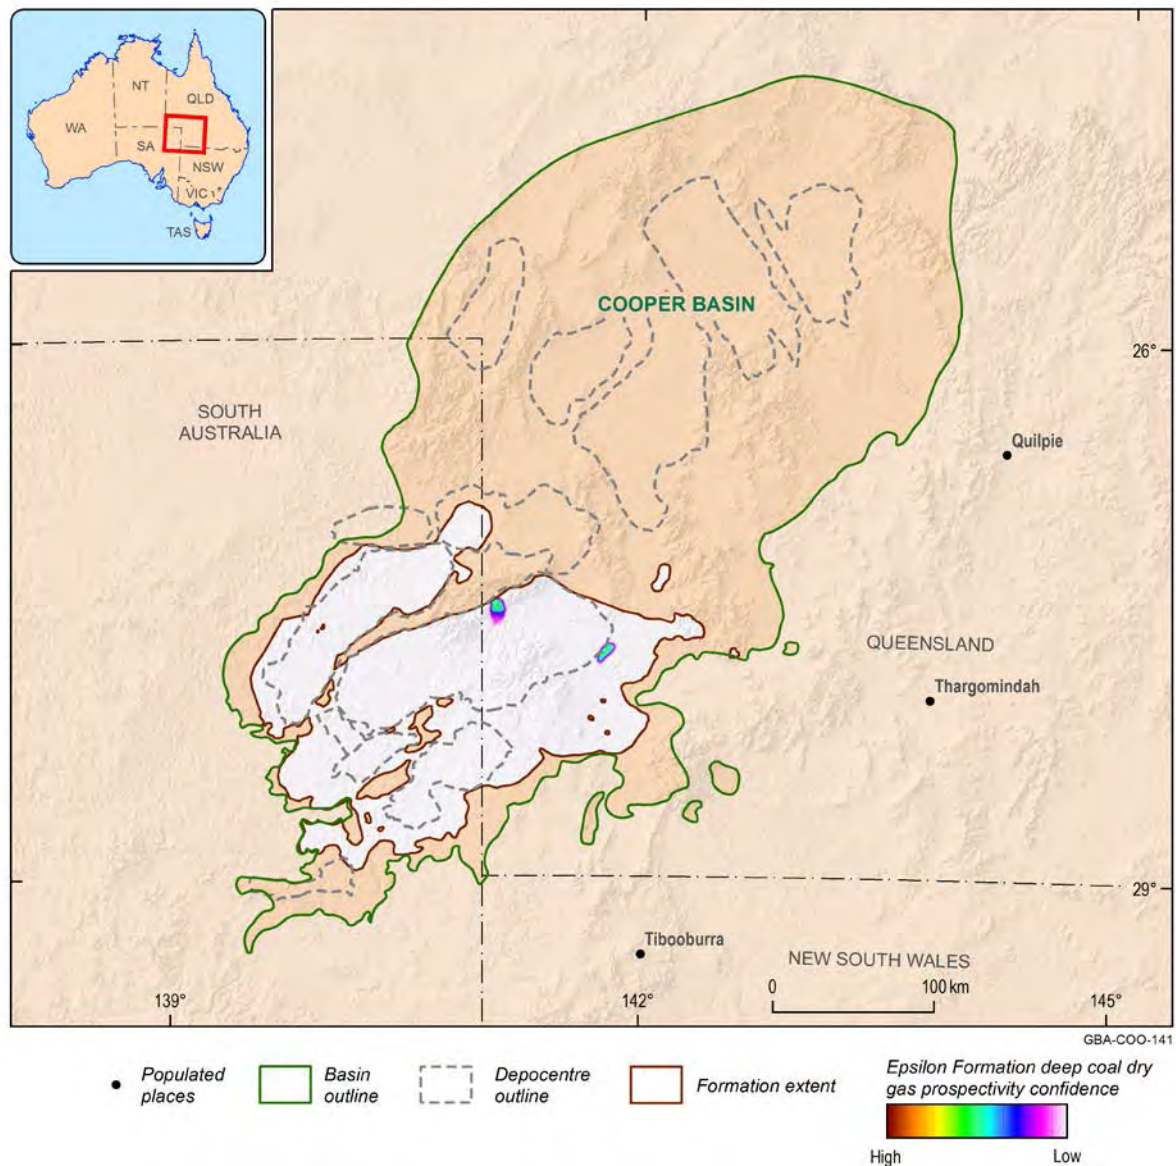 NT
QLD
WA
SA
NSW
VIC
TAS
COOPER BASIN
26°
SOUTH
AUSTRALIA
Quilpie
QUEENSLAND
Thargomindah
29°
Tibooburra
NEW SOUTH WALES
139°
142°
0
100 km
145°
GBA-COO-141
Populated
places
Basin
outline
Depocentre
outline
Formation extent
Epsilon Formation deep coal dry
gas prospectivity confidence
High
Low